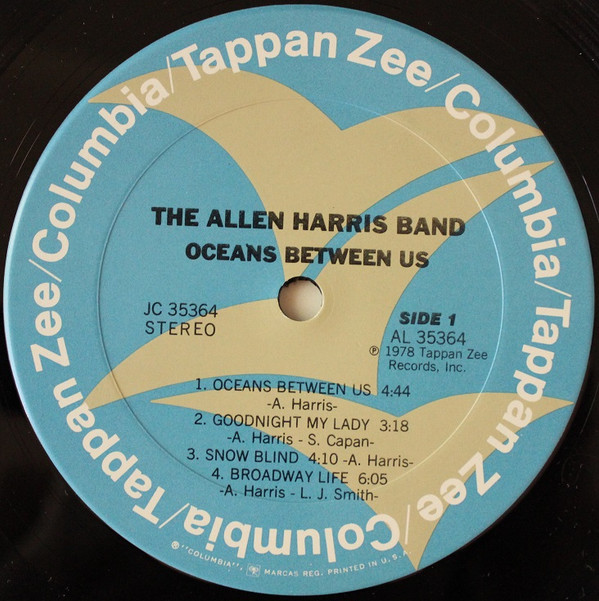 Tappan Zee/Columbia/Tappan Zee/Columbia/Tappan Zee/Columbia/
THE ALLEN HARRIS BAND
OCEANS BETWEEN US
JC 35364
STEREO
SIDE 1
AL 35364
℗ 1978 Tappan Zee
Records, Inc.
1. OCEANS BETWEEN US 4:44
-A. Harris-
2. GOODNIGHT MY LADY 3:18
-A. Harris - S. Capan-
3. SNOW BLIND 4:10 -A. Harris-
4. BROADWAY LIFE 6:05
-A. Harris - L. J. Smith-
® "COLUMBIA", MARCAS REG. PRINTED IN U.S.A.